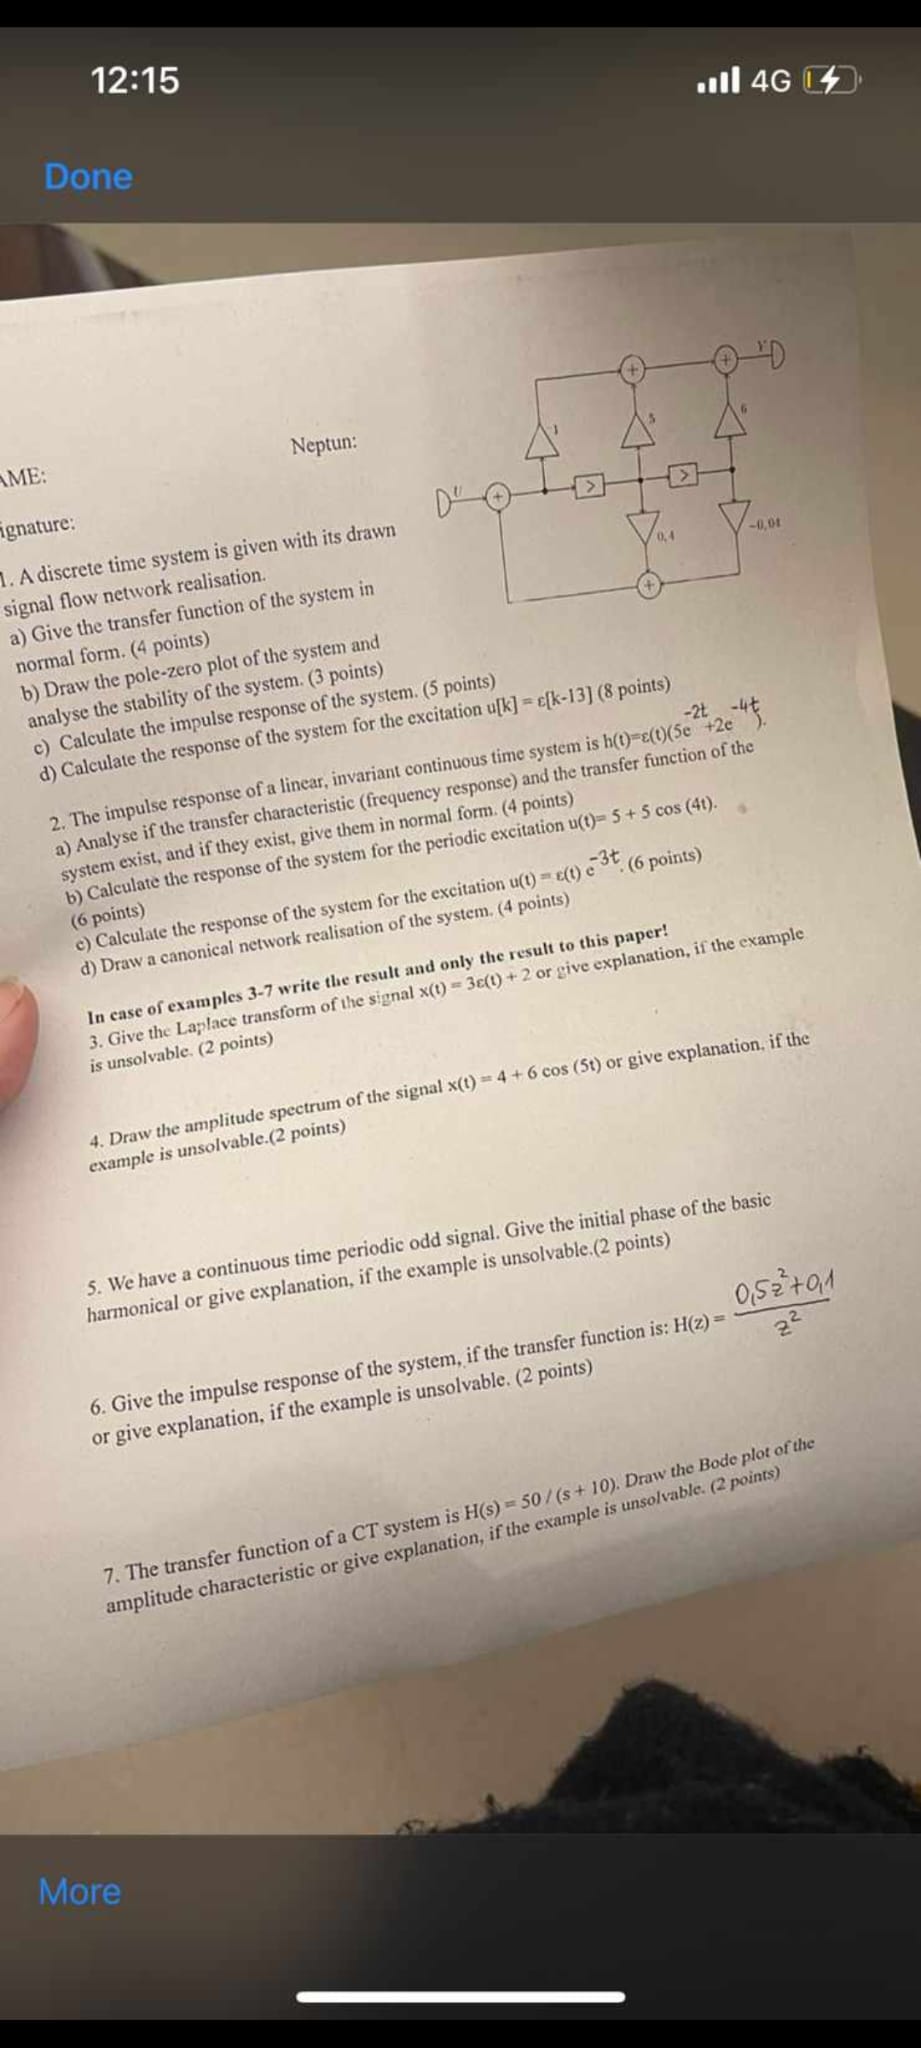 12:15
4G
Done
Neptun:
AME:
ignature:
U
Y
-1
5
6
0,4
-0,04
1. A discrete time system is given with its drawn
signal flow network realisation.
a) Give the transfer function of the system in
normal form. (4 points)
b) Draw the pole-zero plot of the system and
analyse the stability of the system. (3 points)
c) Calculate the impulse response of the system. (5 points)
d) Calculate the response of the system for the excitation u[k] = ε[k-13] (8 points)
2. The impulse response of a linear, invariant continuous time system is h(t)=ε(t)(5e^-2t+2e^-4t).
a) Analyse if the transfer characteristic (frequency response) and the transfer function of the
system exist, and if they exist, give them in normal form. (4 points)
b) Calculate the response of the system for the periodic excitation u(t)= 5 + 5 cos (4t).
(6 points)
c) Calculate the response of the system for the excitation u(t) = ε(t) e^-3t. (6 points)
d) Draw a canonical network realisation of the system. (4 points)
In case of examples 3-7 write the result and only the result to this paper!
3. Give the Laplace transform of the signal x(t) = 3ε(t) + 2 or give explanation, if the example
is unsolvable. (2 points)
4. Draw the amplitude spectrum of the signal x(t) = 4 + 6 cos (5t) or give explanation, if the
example is unsolvable.(2 points)
5. We have a continuous time periodic odd signal. Give the initial phase of the basic
harmonical or give explanation, if the example is unsolvable.(2 points)
6. Give the impulse response of the system, if the transfer function is: H(z) = 0,5z²+0,1 / z²
or give explanation, if the example is unsolvable. (2 points)
7. The transfer function of a CT system is H(s) = 50 / (s + 10). Draw the Bode plot of the
amplitude characteristic or give explanation, if the example is unsolvable. (2 points)
More